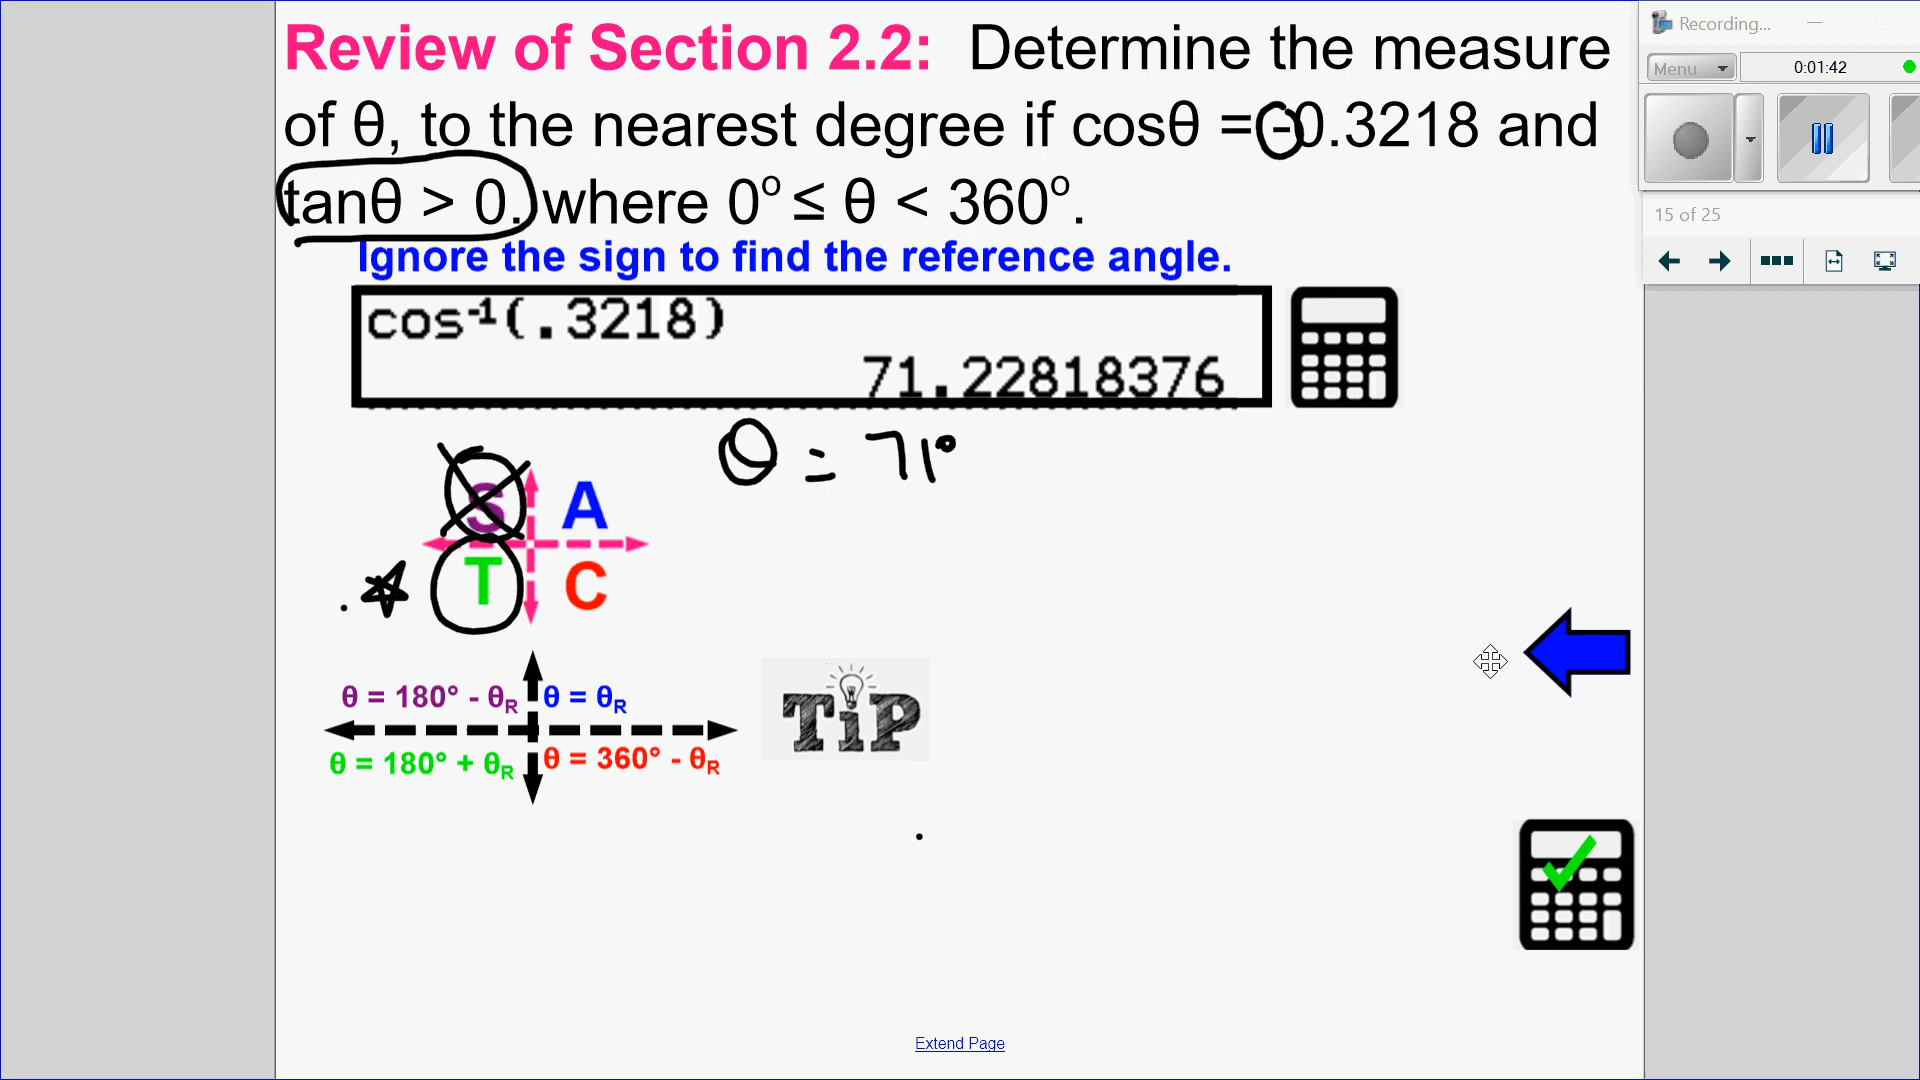 Review of Section 2.2: Determine the measure
of θ, to the nearest degree if cosθ = -0.3218 and
tanθ > 0, where 0° ≤ θ < 360°.
Ignore the sign to find the reference angle.
cos⁻¹(.3218)
71.22818376
θ = 71°
S A
T C
θ = 180° - θR θ = θR
θ = 180° + θR θ = 360° - θR
TiP
Extend Page
Recording...
Menu 0:01:42
15 of 25